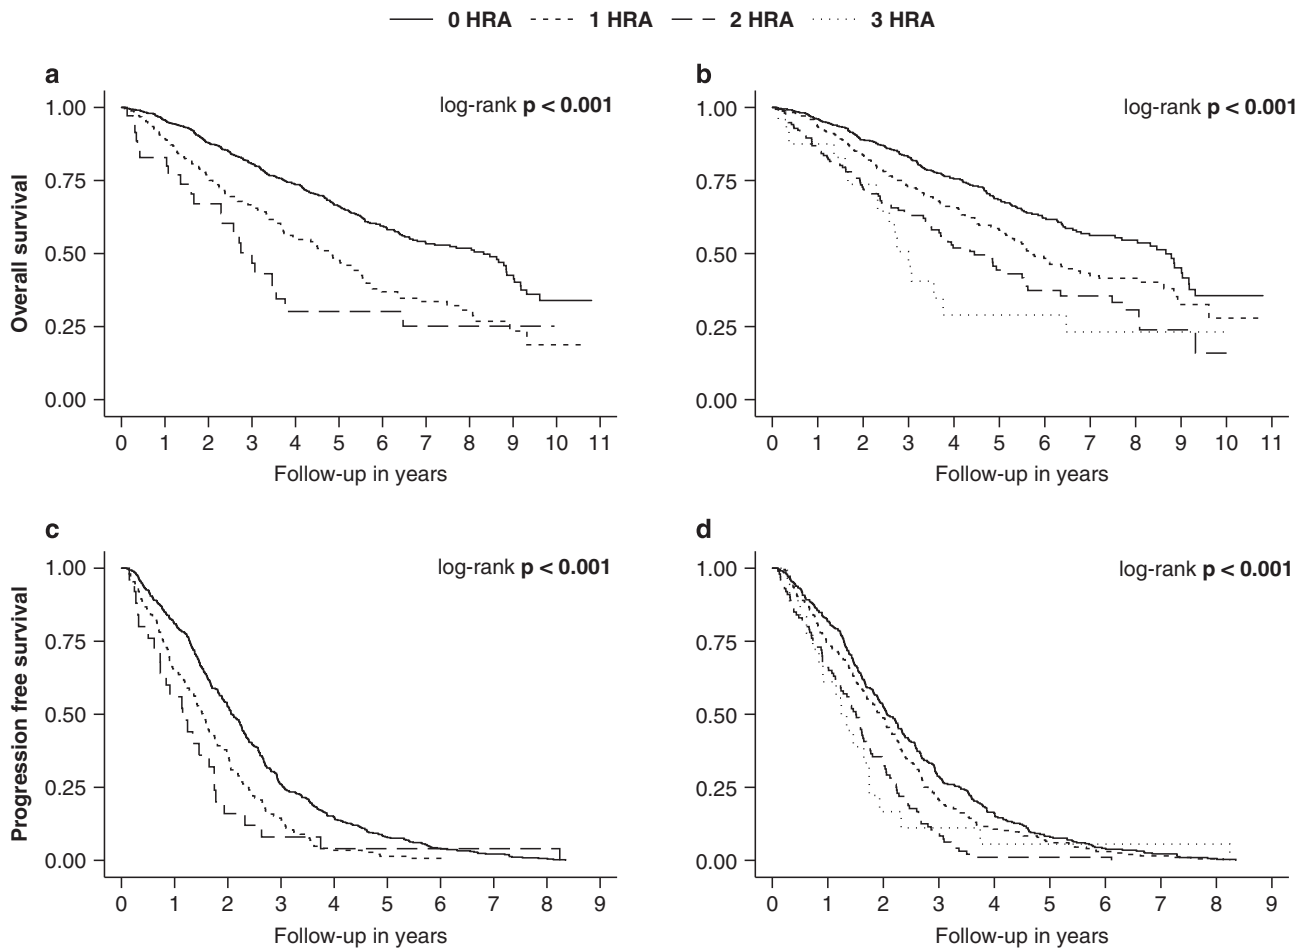 0 HRA 1 HRA 2 HRA 3 HRA
a
log-rank p < 0.001
Overall survival
1.00
0.75
0.50
0.25
0.00
0 1 2 3 4 5 6 7 8 9 10 11
Follow-up in years
b
log-rank p < 0.001
1.00
0.75
0.50
0.25
0.00
0 1 2 3 4 5 6 7 8 9 10 11
Follow-up in years
c
log-rank p < 0.001
Progression free survival
1.00
0.75
0.50
0.25
0.00
0 1 2 3 4 5 6 7 8 9
Follow-up in years
d
log-rank p < 0.001
1.00
0.75
0.50
0.25
0.00
0 1 2 3 4 5 6 7 8 9
Follow-up in years